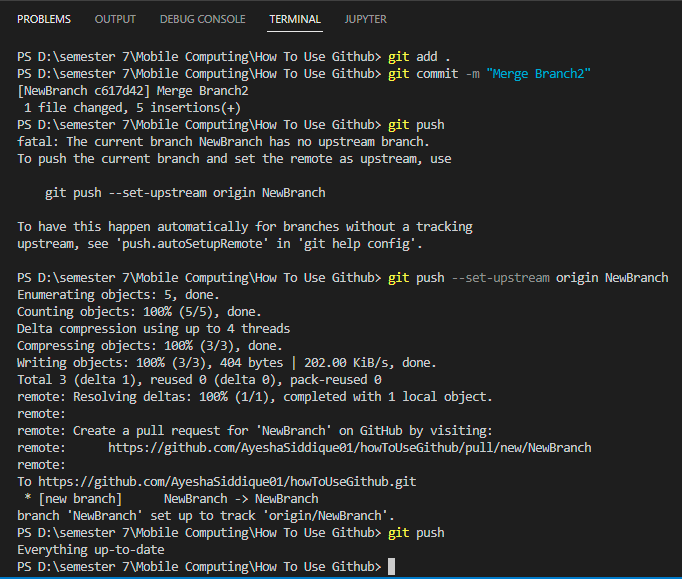 PROBLEMS OUTPUT DEBUG CONSOLE TERMINAL JUPYTER
PS D:\semester 7\Mobile Computing\How To Use Github> git add .
PS D:\semester 7\Mobile Computing\How To Use Github> git commit -m "Merge Branch2"
[NewBranch c617d42] Merge Branch2
 1 file changed, 5 insertions(+)
PS D:\semester 7\Mobile Computing\How To Use Github> git push
fatal: The current branch NewBranch has no upstream branch.
To push the current branch and set the remote as upstream, use

    git push --set-upstream origin NewBranch

To have this happen automatically for branches without a tracking
upstream, see 'push.autoSetupRemote' in 'git help config'.

PS D:\semester 7\Mobile Computing\How To Use Github> git push --set-upstream origin NewBranch
Enumerating objects: 5, done.
Counting objects: 100% (5/5), done.
Delta compression using up to 4 threads
Compressing objects: 100% (3/3), done.
Writing objects: 100% (3/3), 404 bytes | 202.00 KiB/s, done.
Total 3 (delta 1), reused 0 (delta 0), pack-reused 0
remote: Resolving deltas: 100% (1/1), completed with 1 local object.
remote:
remote: Create a pull request for 'NewBranch' on GitHub by visiting:
remote:      https://github.com/AyeshaSiddique01/howToUseGithub/pull/new/NewBranch
remote:
To https://github.com/AyeshaSiddique01/howToUseGithub.git
 * [new branch]      NewBranch -> NewBranch
branch 'NewBranch' set up to track 'origin/NewBranch'.
PS D:\semester 7\Mobile Computing\How To Use Github> git push
Everything up-to-date
PS D:\semester 7\Mobile Computing\How To Use Github>